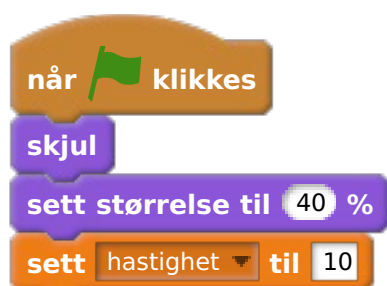 når klikkes
skjul
sett størrelse til 40 %
sett hastighet til 10